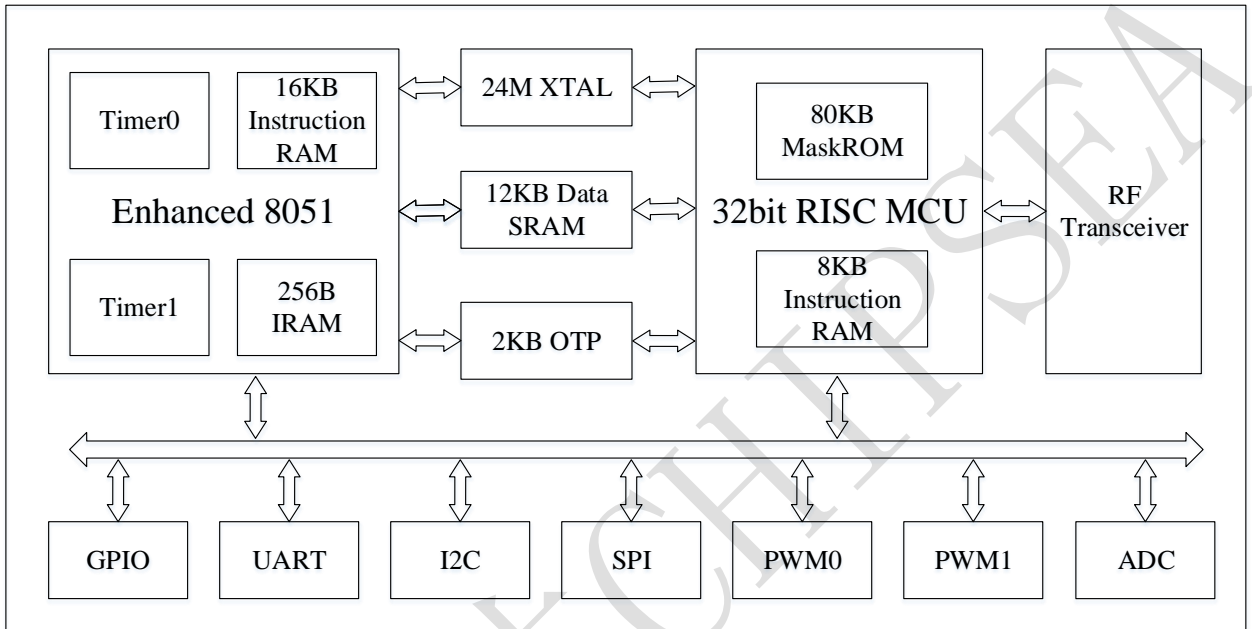 Timer0
16KB
Instruction
RAM
Enhanced 8051
Timer1
256B
IRAM
24M XTAL
12KB Data
SRAM
2KB OTP
80KB
MaskROM
32bit RISC MCU
8KB
Instruction
RAM
RF
Transceiver
GPIO
UART
I2C
SPI
PWM0
PWM1
ADC
CHIPSEA